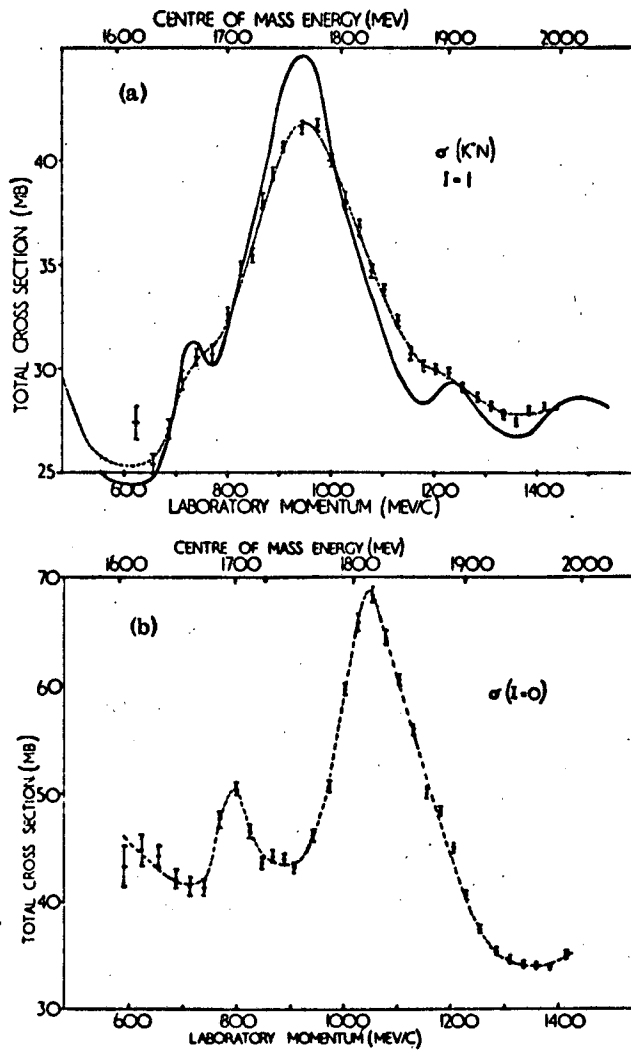 CENTRE OF MASS ENERGY (MEV)
1600 1700 1800 1900 2000
(a)
σ (K⁻N)
I = 1
40
35
30
25
TOTAL CROSS SECTION (MB)
600 800 1000 1200 1400
LABORATORY MOMENTUM (MEV/C)
CENTRE OF MASS ENERGY (MEV)
1600 1700 1800 1900 2000
70
(b)
σ (I=0)
60
50
40
30
TOTAL CROSS SECTION (MB)
600 800 1000 1200 1400
LABORATORY MOMENTUM (MEV/C)